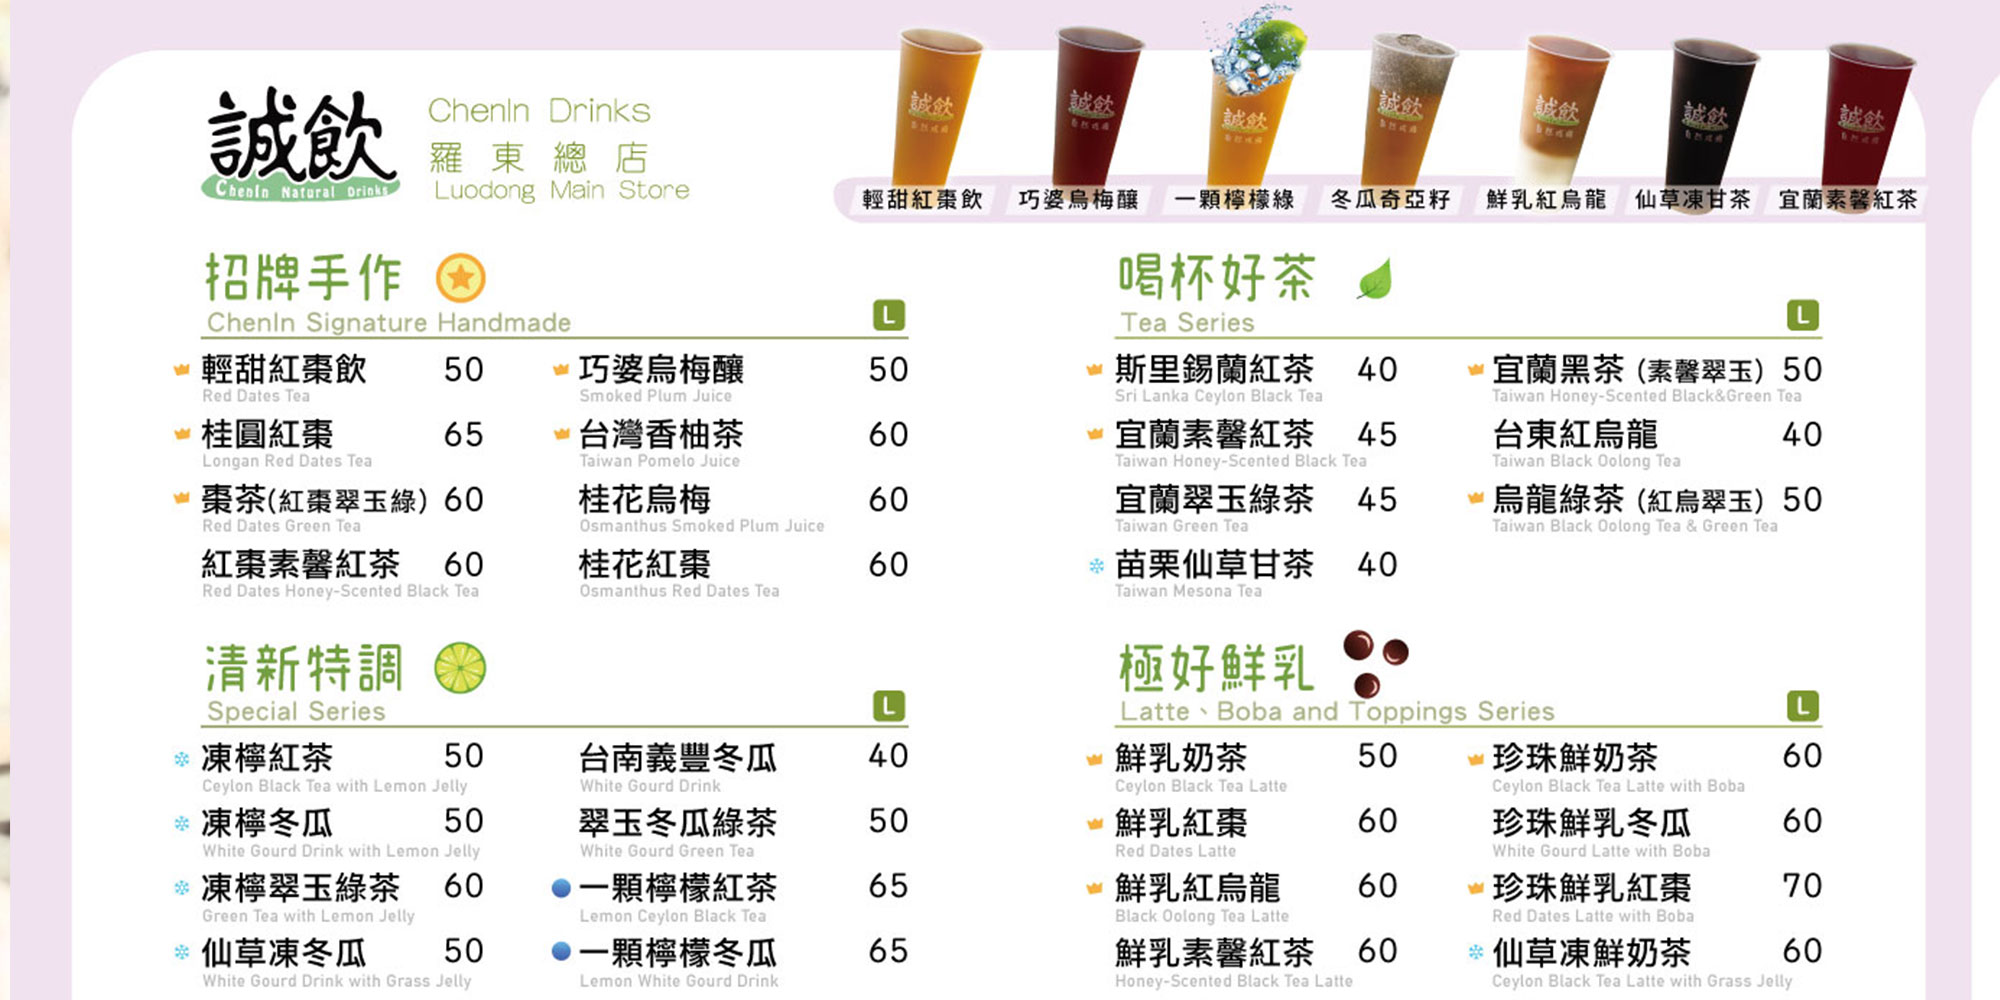 誠飲
ChenIn Natural Drinks
ChenIn Drinks
羅東總店
Luodong Main Store
誠飲
誠飲
誠飲
誠飲
誠飲
誠飲
誠飲
輕甜紅棗飲
巧婆烏梅釀
一顆檸檬綠
冬瓜奇亞籽
鮮乳紅烏龍
仙草凍甘茶
宜蘭素馨紅茶
招牌手作
ChenIn Signature Handmade
L
輕甜紅棗飲 50
Red Dates Tea
桂圓紅棗 65
Longan Red Dates Tea
棗茶(紅棗翠玉綠) 60
Red Dates Green Tea
紅棗素馨紅茶 60
Red Dates Honey-Scented Black Tea
巧婆烏梅釀 50
Smoked Plum Juice
台灣香柚茶 60
Taiwan Pomelo Juice
桂花烏梅 60
Osmanthus Smoked Plum Juice
桂花紅棗 60
Osmanthus Red Dates Tea
喝杯好茶
Tea Series
L
斯里錫蘭紅茶 40
Sri Lanka Ceylon Black Tea
宜蘭素馨紅茶 45
Taiwan Honey-Scented Black Tea
宜蘭翠玉綠茶 45
Taiwan Green Tea
苗栗仙草甘茶 40
Taiwan Mesona Tea
宜蘭黑茶 (素馨翠玉) 50
Taiwan Honey-Scented Black&Green Tea
台東紅烏龍 40
Taiwan Black Oolong Tea
烏龍綠茶 (紅烏翠玉) 50
Taiwan Black Oolong Tea & Green Tea
清新特調
Special Series
L
凍檸紅茶 50
Ceylon Black Tea with Lemon Jelly
凍檸冬瓜 50
White Gourd Drink with Lemon Jelly
凍檸翠玉綠茶 60
Green Tea with Lemon Jelly
仙草凍冬瓜 50
White Gourd Drink with Grass Jelly
台南義豐冬瓜 40
White Gourd Drink
翠玉冬瓜綠茶 50
White Gourd Green Tea
一顆檸檬紅茶 65
Lemon Ceylon Black Tea
一顆檸檬冬瓜 65
Lemon White Gourd Drink
極好鮮乳
Latte、Boba and Toppings Series
L
鮮乳奶茶 50
Ceylon Black Tea Latte
鮮乳紅棗 60
Red Dates Latte
鮮乳紅烏龍 60
Black Oolong Tea Latte
鮮乳素馨紅茶 60
Honey-Scented Black Tea Latte
珍珠鮮奶茶 60
Ceylon Black Tea Latte with Boba
珍珠鮮乳冬瓜 60
White Gourd Latte with Boba
珍珠鮮乳紅棗 70
Red Dates Latte with Boba
仙草凍鮮奶茶 60
Ceylon Black Tea Latte with Grass Jelly